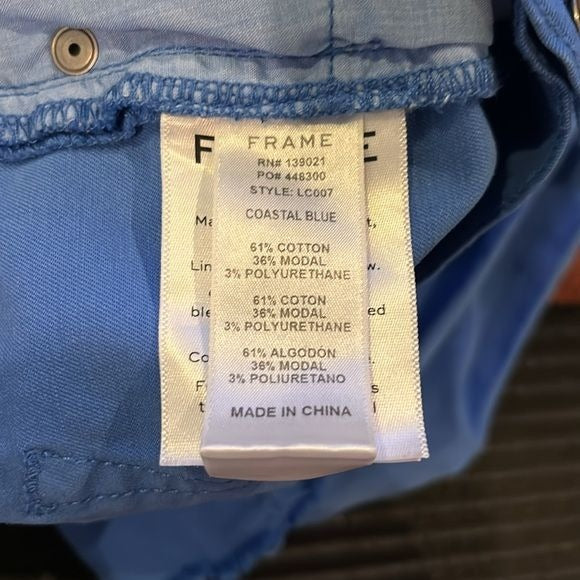 FRAME
RN# 139021
PO# 448300
STYLE: LC007
COASTAL BLUE
61% COTTON
36% MODAL
3% POLYURETHANE
61% COTON
36% MODAL
3% POLYURETHANE
61% ALGODÓN
36% MODAL
3% POLIURETANO
MADE IN CHINA